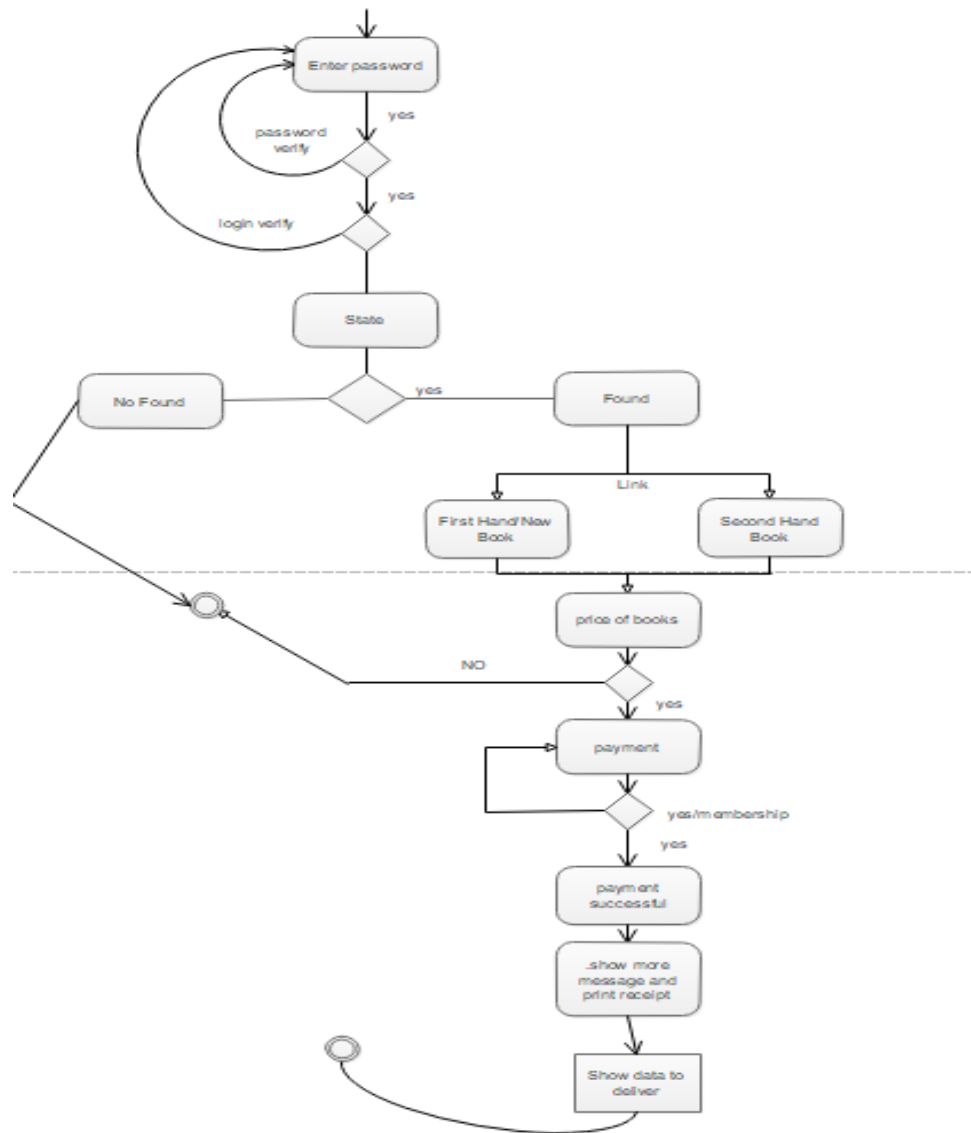 Enter password
yes
password
verify
yes
login verify
State
yes
No Found
Found
Link
First Hand/New
Book
Second Hand
Book
price of books
NO
yes
payment
yes/membership
yes
payment
successful
.show more
message and
print receipt
Show data to
deliver